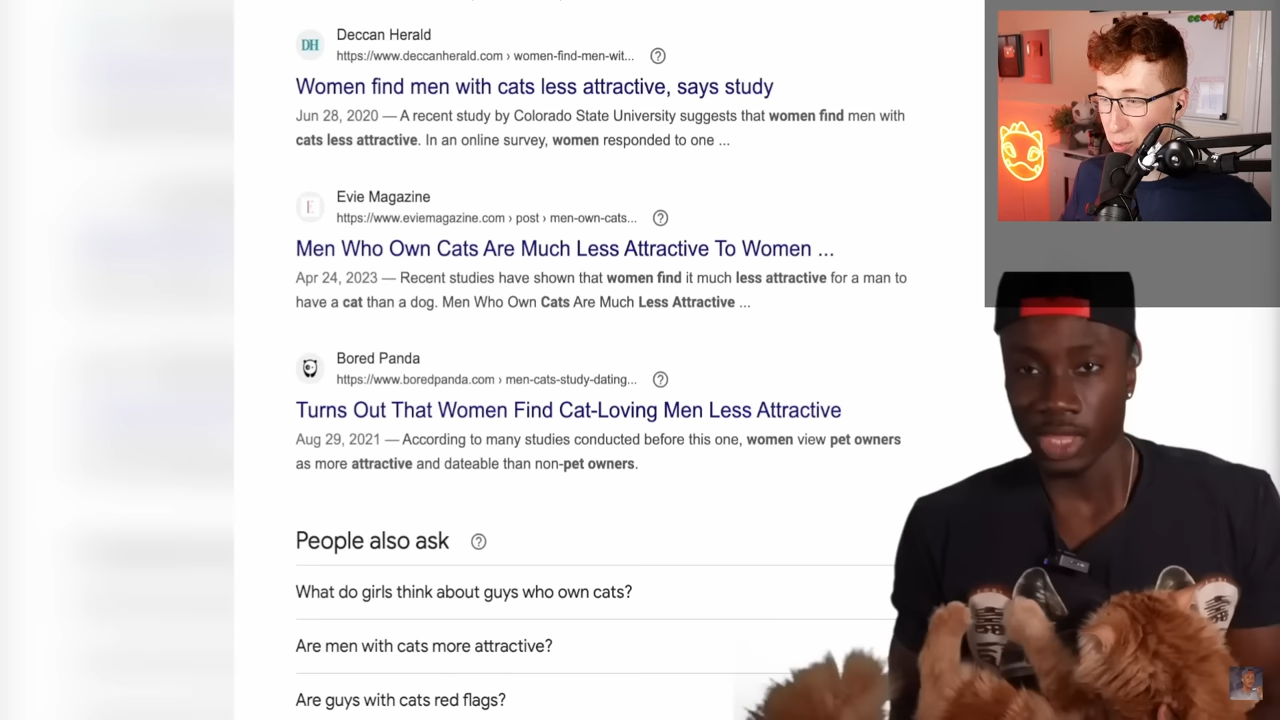 DH
Deccan Herald
https://www.deccanherald.com › women-find-men-wit...
Women find men with cats less attractive, says study
Jun 28, 2020 — A recent study by Colorado State University suggests that women find men with
cats less attractive. In an online survey, women responded to one ...
E
Evie Magazine
https://www.eviemagazine.com › post › men-own-cats...
Men Who Own Cats Are Much Less Attractive To Women ...
Apr 24, 2023 — Recent studies have shown that women find it much less attractive for a man to
have a cat than a dog. Men Who Own Cats Are Much Less Attractive ...
Bored Panda
https://www.boredpanda.com › men-cats-study-dating...
Turns Out That Women Find Cat-Loving Men Less Attractive
Aug 29, 2021 — According to many studies conducted before this one, women view pet owners
as more attractive and dateable than non-pet owners.
People also ask
What do girls think about guys who own cats?
Are men with cats more attractive?
Are guys with cats red flags?